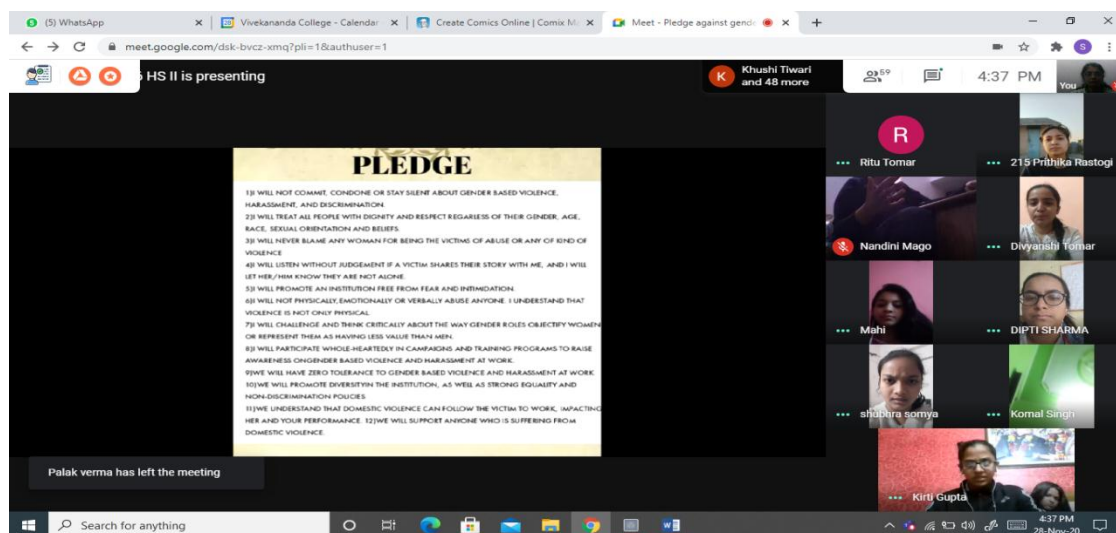 (5) WhatsApp
Vivekananda College - Calendar
Create Comics Online | Comix M
Meet - Pledge against gend
meet.google.com/dsk-bvcz-xmq?pli=1&authuser=1
S
HS II is presenting
K
Khushi Tiwari
and 48 more
59
4:37 PM
You
PLEDGE
1)I WILL NOT COMMIT, CONDONE OR STAY SILENT ABOUT GENDER BASED VIOLENCE,
HARASSMENT, AND DISCRIMINATION.
2)I WILL TREAT ALL PEOPLE WITH DIGNITY AND RESPECT REGARLESS OF THEIR GENDER, AGE,
RACE, SEXUAL ORIENTATION AND BELIEFS.
3)I WILL NEVER BLAME ANY WOMAN FOR BEING THE VICTIMS OF ABUSE OR ANY OF KIND OF
VIOLENCE
4)I WILL LISTEN WITHOUT JUDGEMENT IF A VICTIM SHARES THEIR STORY WITH ME, AND I WILL
LET HER/HIM KNOW THEY ARE NOT ALONE.
5)I WILL PROMOTE AN INSTITUTION FREE FROM FEAR AND INTIMIDATION.
6)I WILL NOT PHYSICALLY, EMOTIONALLY OR VERBALLY ABUSE ANYONE. I UNDERSTAND THAT
VIOLENCE IS NOT ONLY PHYSICAL
7)I WILL CHALLENGE AND THINK CRITICALLY ABOUT THE WAY GENDER ROLES OBJECTIFY WOMEN
OR REPRESENT THEM AS HAVING LESS VALUE THAN MEN.
8)I WILL PARTICIPATE WHOLE-HEARTEDLY IN CAMPAIGNS AND TRAINING PROGRAMS TO RAISE
AWARENESS ONGENDER BASED VIOLENCE AND HARASSMENT AT WORK.
9)WE WILL HAVE ZERO TOLERANCE TO GENDER BASED VIOLENCE AND HARASSMENT AT WORK
10)WE WILL PROMOTE DIVERSITYIN THE INSTITUTION, AS WELL AS STRONG EQUALITY AND
NON-DISCRIMINATION POLICIES
11)WE UNDERSTAND THAT DOMESTIC VIOLENCE CAN FOLLOW THE VICTIM TO WORK, IMPACTING
HER AND YOUR PERFORMANCE. 12)WE WILL SUPPORT ANYONE WHO IS SUFFERING FROM
DOMESTIC VIOLENCE.
R
Ritu Tomar
215 Prithika Rastogi
Nandini Mago
Divyanshi Tomar
Mahi
DIPTI SHARMA
shubhra somya
Komal Singh
Kirti Gupta
Palak verma has left the meeting
Search for anything
4:37 PM
28-Nov-20